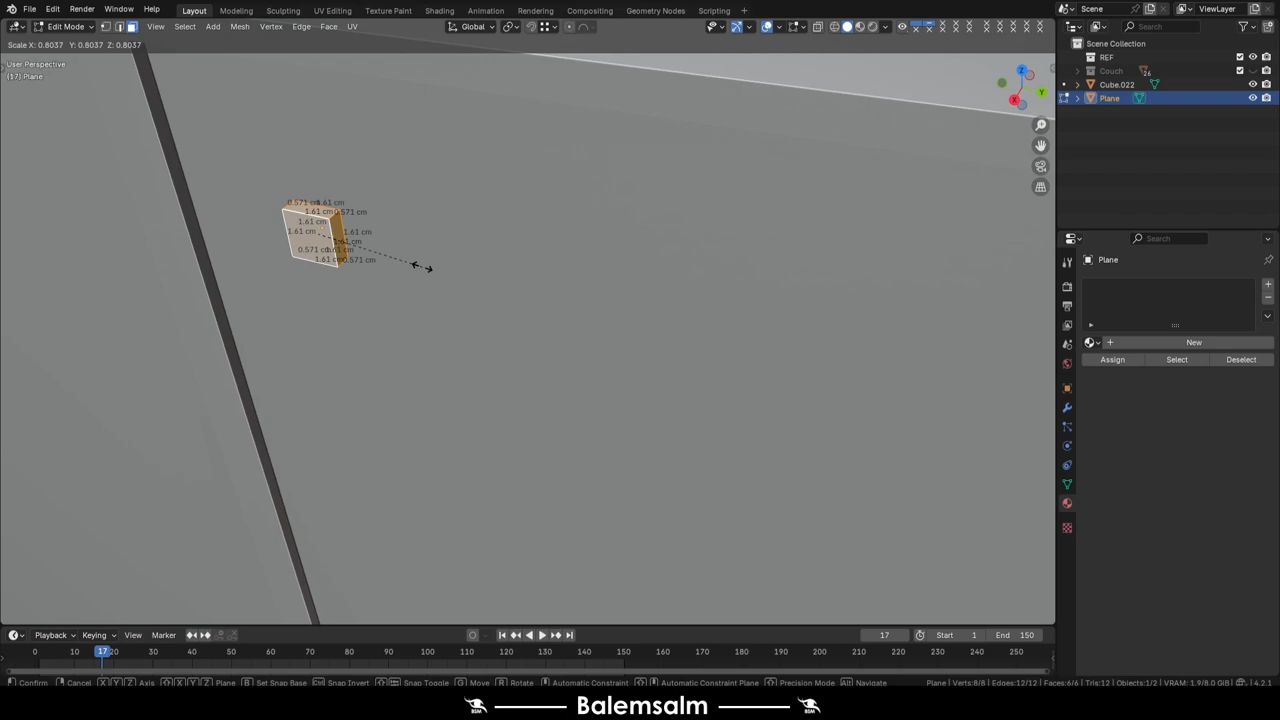 File Edit Render Window Help Layout Modeling Sculpting UV Editing Texture Paint Shading Animation Rendering Compositing Geometry Nodes Scripting + Scene ViewLayer
Edit Mode View Select Add Mesh Vertex Edge Face UV Global Search
Scale X: 0.8037 Y: 0.8037 Z: 0.8037
User Perspective
(17) Plane
Z
Y
X
Scene Collection
REF
Couch 26
Cube.022
Plane
0.571 cm 1.61 cm
1.61 cm 0.571 cm
1.61 cm
1.61 cm 1.61 cm
1.61 cm
1.61 cm 0.571 cm
Search
Plane
New
Assign Select Deselect
Playback Keying View Marker 17 Start 1 End 150
0 10 17 20 30 40 50 60 70 80 90 100 110 120 130 140 150 160 170 180 190 200 210 220 230 240 250
Confirm Cancel X Y Z Axis X Y Z Plane B Set Snap Base Ctrl Snap Invert Snap Toggle G Move R Rotate Automatic Constraint Automatic Constraint Plane Precision Mode Alt Navigate Plane | Verts:8/8 | Edges:12/12 | Faces:6/6 | Tris:12 | Objects:1/2 | VRAM: 1.9/8.0 GiB | 4.2.1
BSM Balemsalm BSM